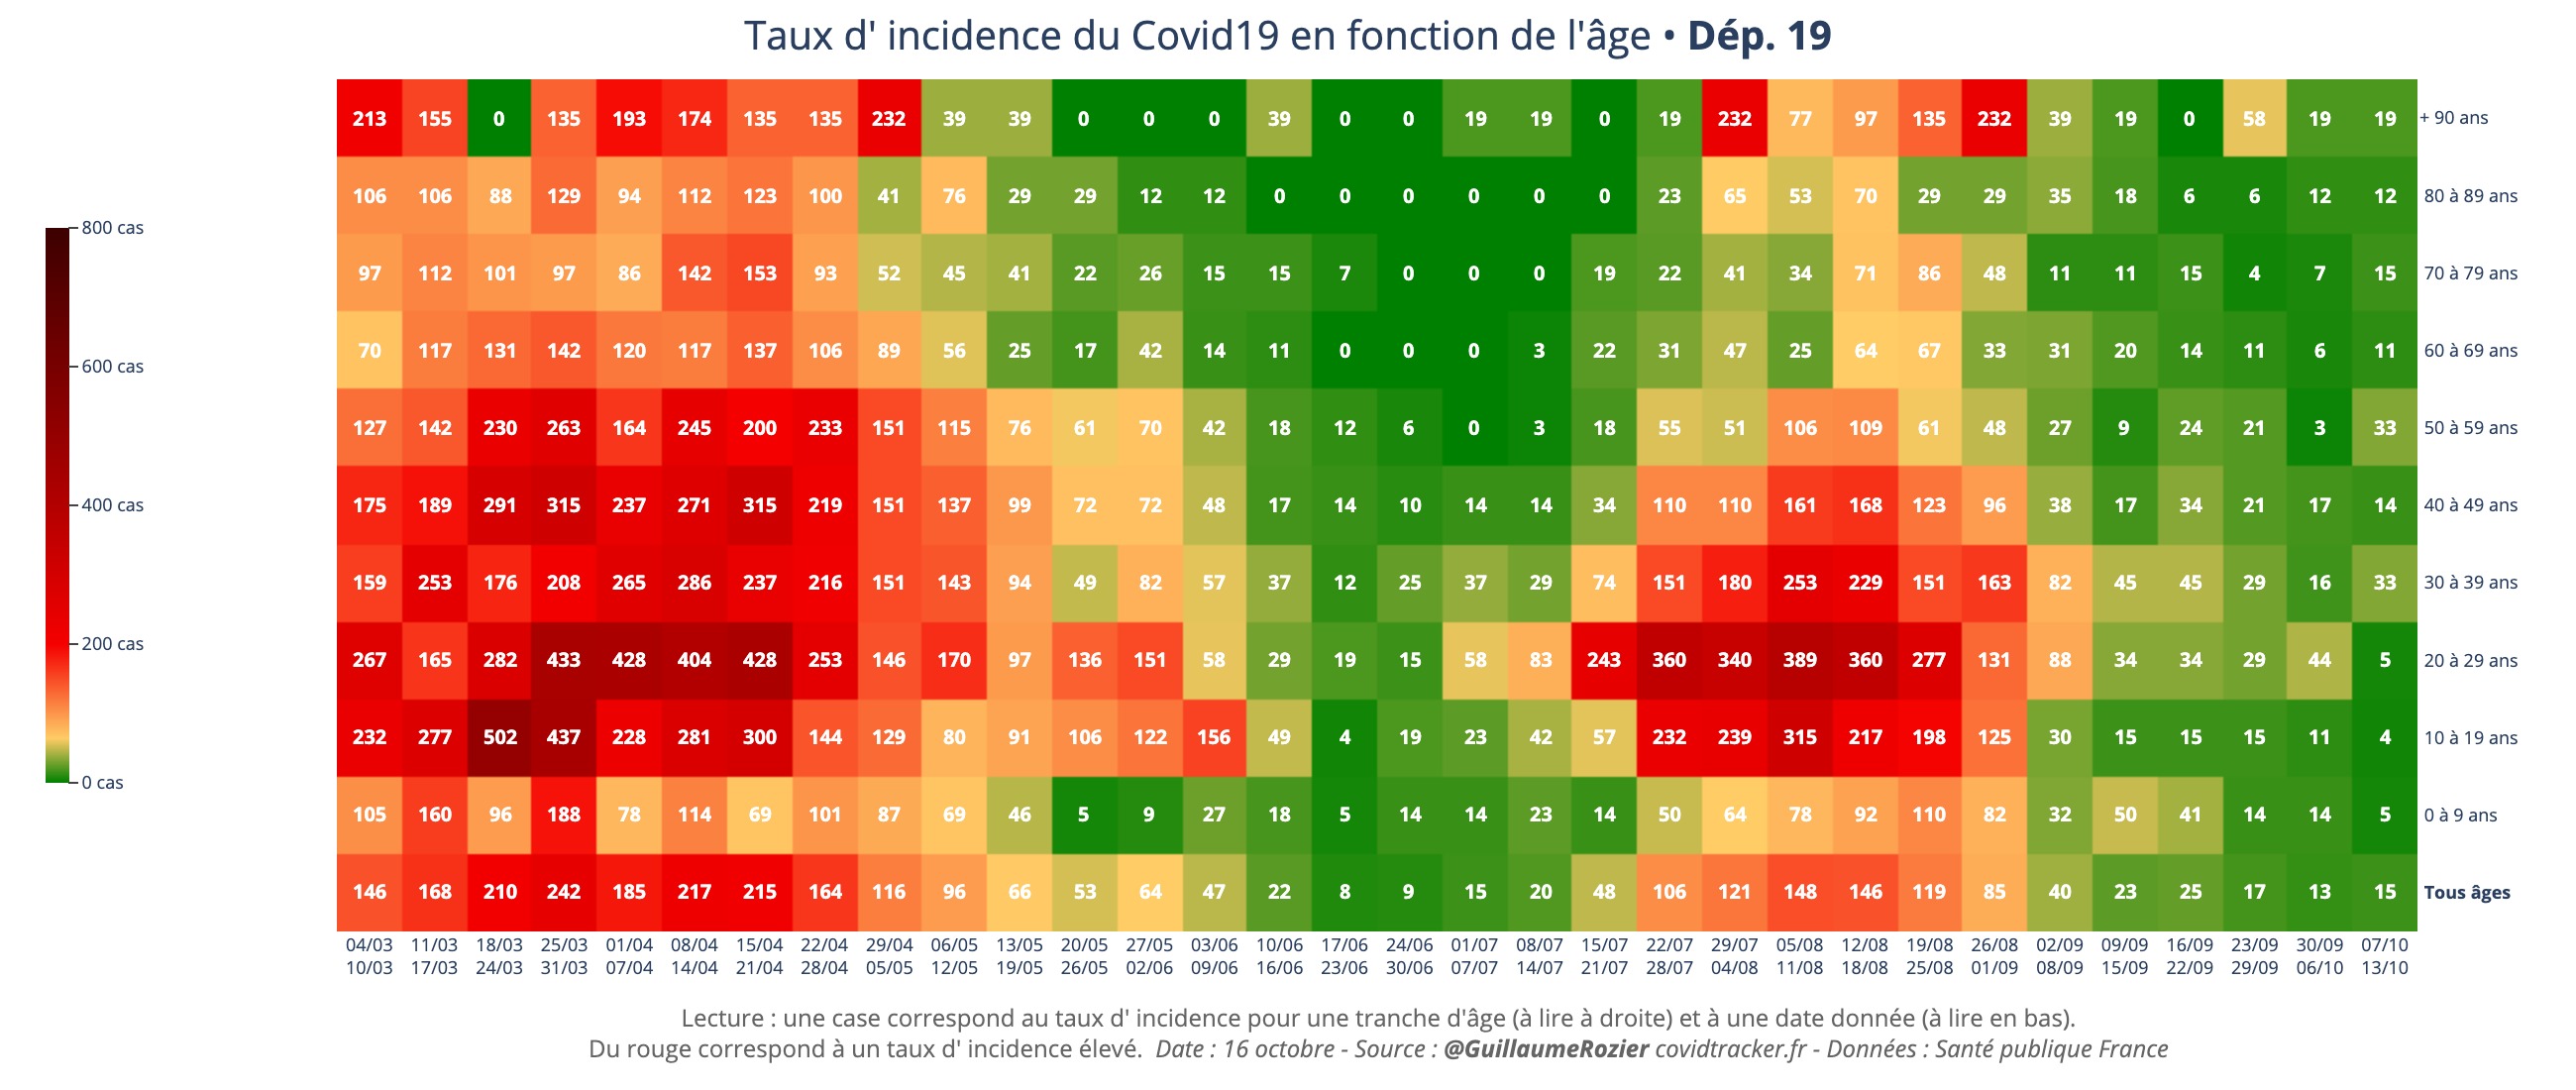 Taux d' incidence du Covid19 en fonction de l'âge • Dép. 19
213 155 0 135 193 174 135 135 232 39 39 0 0 0 39 0 0 19 19 0 19 232 77 97 135 232 39 19 0 58 19 19 + 90 ans
106 106 88 129 94 112 123 100 41 76 29 29 12 12 0 0 0 0 0 0 23 65 53 70 29 29 35 18 6 6 12 12 80 à 89 ans
97 112 101 97 86 142 153 93 52 45 41 22 26 15 15 7 0 0 0 19 22 41 34 71 86 48 11 11 15 4 7 15 70 à 79 ans
70 117 131 142 120 117 137 106 89 56 25 17 42 14 11 0 0 0 3 22 31 47 25 64 67 33 31 20 14 11 6 11 60 à 69 ans
127 142 230 263 164 245 200 233 151 115 76 61 70 42 18 12 6 0 3 18 55 51 106 109 61 48 27 9 24 21 3 33 50 à 59 ans
175 189 291 315 237 271 315 219 151 137 99 72 72 48 17 14 10 14 14 34 110 110 161 168 123 96 38 17 34 21 17 14 40 à 49 ans
159 253 176 208 265 286 237 216 151 143 94 49 82 57 37 12 25 37 29 74 151 180 253 229 151 163 82 45 45 29 16 33 30 à 39 ans
267 165 282 433 428 404 428 253 146 170 97 136 151 58 29 19 15 58 83 243 360 340 389 360 277 131 88 34 34 29 44 5 20 à 29 ans
232 277 502 437 228 281 300 144 129 80 91 106 122 156 49 4 19 23 42 57 232 239 315 217 198 125 30 15 15 15 11 4 10 à 19 ans
105 160 96 188 78 114 69 101 87 69 46 5 9 27 18 5 14 14 23 14 50 64 78 92 110 82 32 50 41 14 14 5 0 à 9 ans
146 168 210 242 185 217 215 164 116 96 66 53 64 47 22 8 9 15 20 48 106 121 148 146 119 85 40 23 25 17 13 15 Tous âges
04/03 11/03 18/03 25/03 01/04 08/04 15/04 22/04 29/04 06/05 13/05 20/05 27/05 03/06 10/06 17/06 24/06 01/07 08/07 15/07 22/07 29/07 05/08 12/08 19/08 26/08 02/09 09/09 16/09 23/09 30/09 07/10
10/03 17/03 24/03 31/03 07/04 14/04 21/04 28/04 05/05 12/05 19/05 26/05 02/06 09/06 16/06 23/06 30/06 07/07 14/07 21/07 28/07 04/08 11/08 18/08 25/08 01/09 08/09 15/09 22/09 29/09 06/10 13/10
800 cas
600 cas
400 cas
200 cas
0 cas
Lecture : une case correspond au taux d' incidence pour une tranche d'âge (à lire à droite) et à une date donnée (à lire en bas).
Du rouge correspond à un taux d' incidence élevé. Date : 16 octobre - Source : @GuillaumeRozier covidtracker.fr - Données : Santé publique France